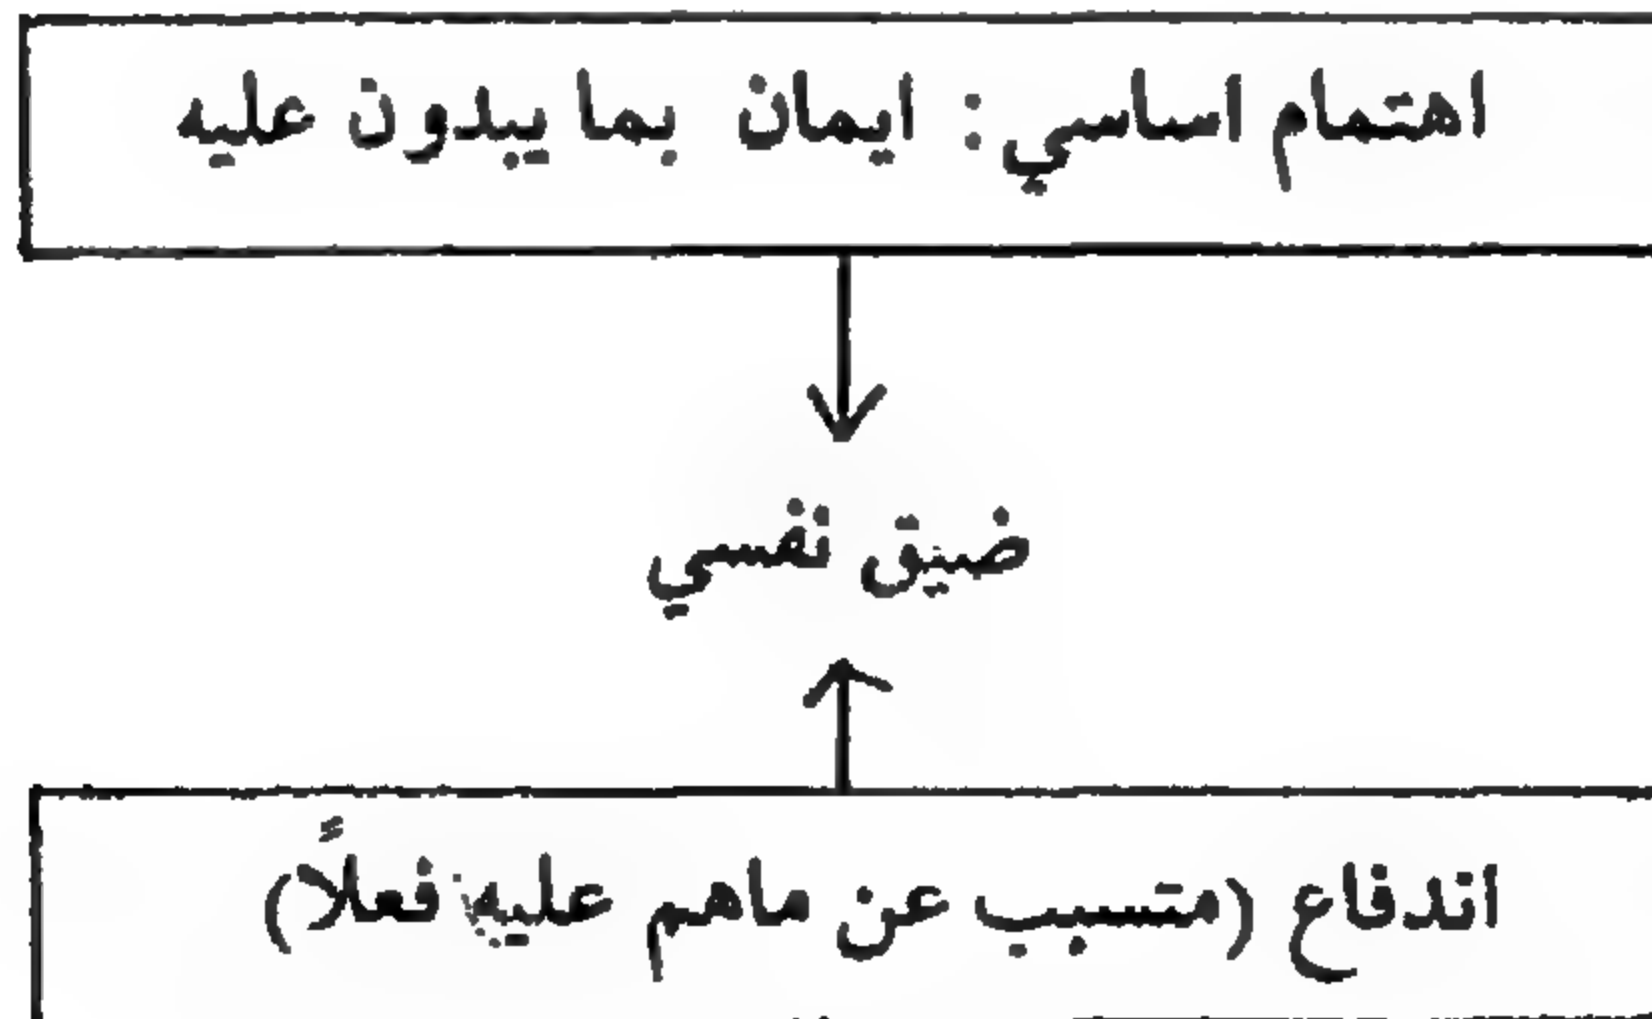 اهتمام اساسي : ايمان بما يبدون عليه
ضيق نفسي
اندفاع (متسبب عن ماهم عليه فعلاً)